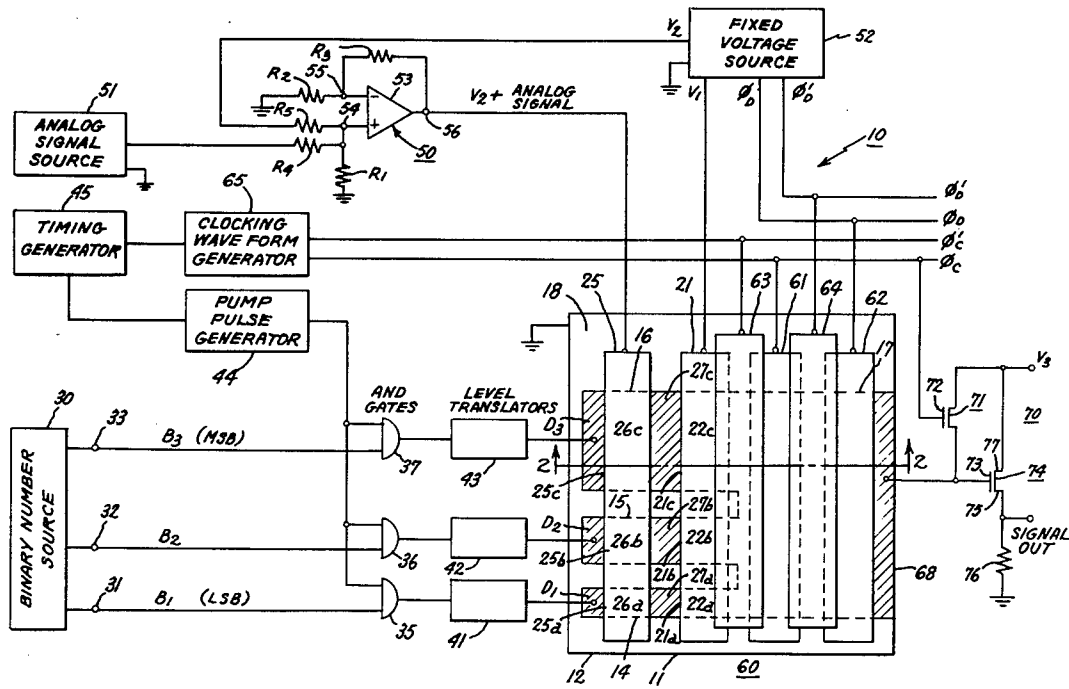 V2
FIXED
VOLTAGE
SOURCE
52
V1
ØD
ØD'
10
R3
55
R2
53
54
R5
R4
R1
50
56
V2 + ANALOG
SIGNAL
51
ANALOG
SIGNAL
SOURCE
45
TIMING
GENERATOR
65
CLOCKING
WAVE FORM
GENERATOR
ØD'
ØD
ØC'
ØC
PUMP
PULSE
GENERATOR
44
18
25
16
21
27c
63
61
64
62
17
30
BINARY NUMBER
SOURCE
33
B3 (MSB)
32
B2
31
B1 (LSB)
AND
GATES
37
36
35
LEVEL
TRANSLATORS
43
42
41
D3
26c
22c
2
2
25c
21c
15
27b
D2
26b
22b
25b
21b
27a
D1
26a
22a
25a
21a
12
14
11
60
68
V3
70
72
71
77
73
74
75
SIGNAL
OUT
76